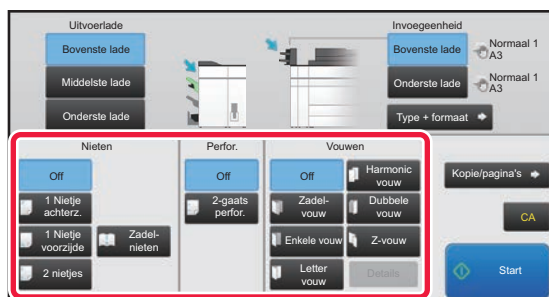 Uitvoerlade
Bovenste lade
Middelste lade
Onderste lade
Invoegeenheid
Bovenste lade
Normaal 1
A3
Onderste lade
Normaal 1
A3
Type + formaat
Nieten
Off
1 Nietje
achterz.
1 Nietje
voorzijde
Zadel-
nieten
2 nietjes
Perfor.
Off
2-gaats
perfor.
Vouwen
Off
Harmonic
vouw
Zadel-
vouw
Dubbele
vouw
Enkele vouw
Z-vouw
Letter
vouw
Details
Kopie/pagina's
CA
Start